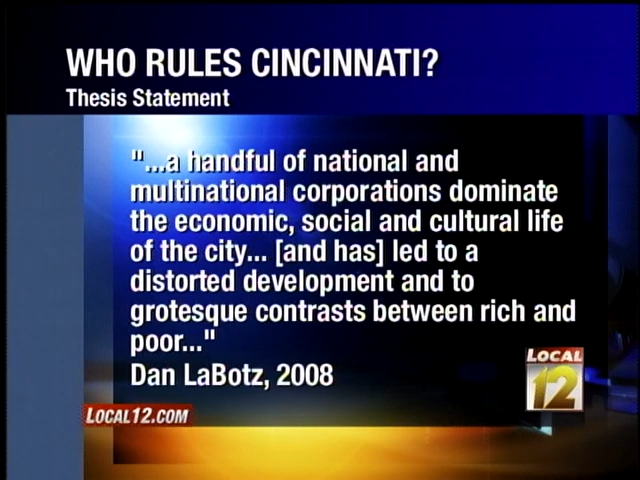 WHO RULES CINCINNATI?
Thesis Statement
"...a handful of national and
multinational corporations dominate
the economic, social and cultural life
of the city... [and has] led to a
distorted development and to
grotesque contrasts between rich and
poor..."
Dan LaBotz, 2008
LOCAL
12
LOCAL12.COM